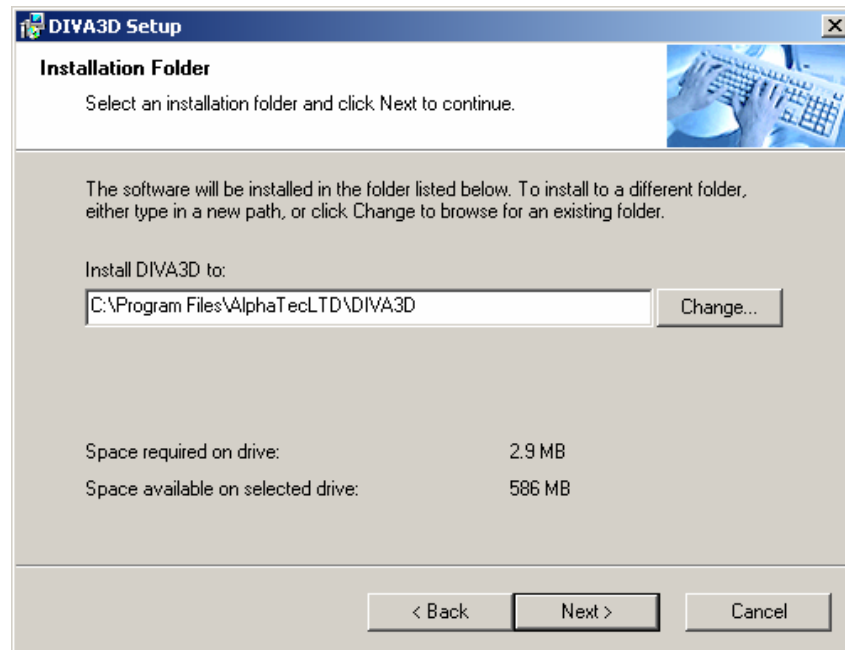 DIVA3D Setup
Installation Folder
Select an installation folder and click Next to continue.
The software will be installed in the folder listed below. To install to a different folder,
either type in a new path, or click Change to browse for an existing folder.
Install DIVA3D to:
C:\Program Files\AlphaTecLTD\DIVA3D
Change...
Space required on drive: 2.9 MB
Space available on selected drive: 586 MB
< Back Next > Cancel